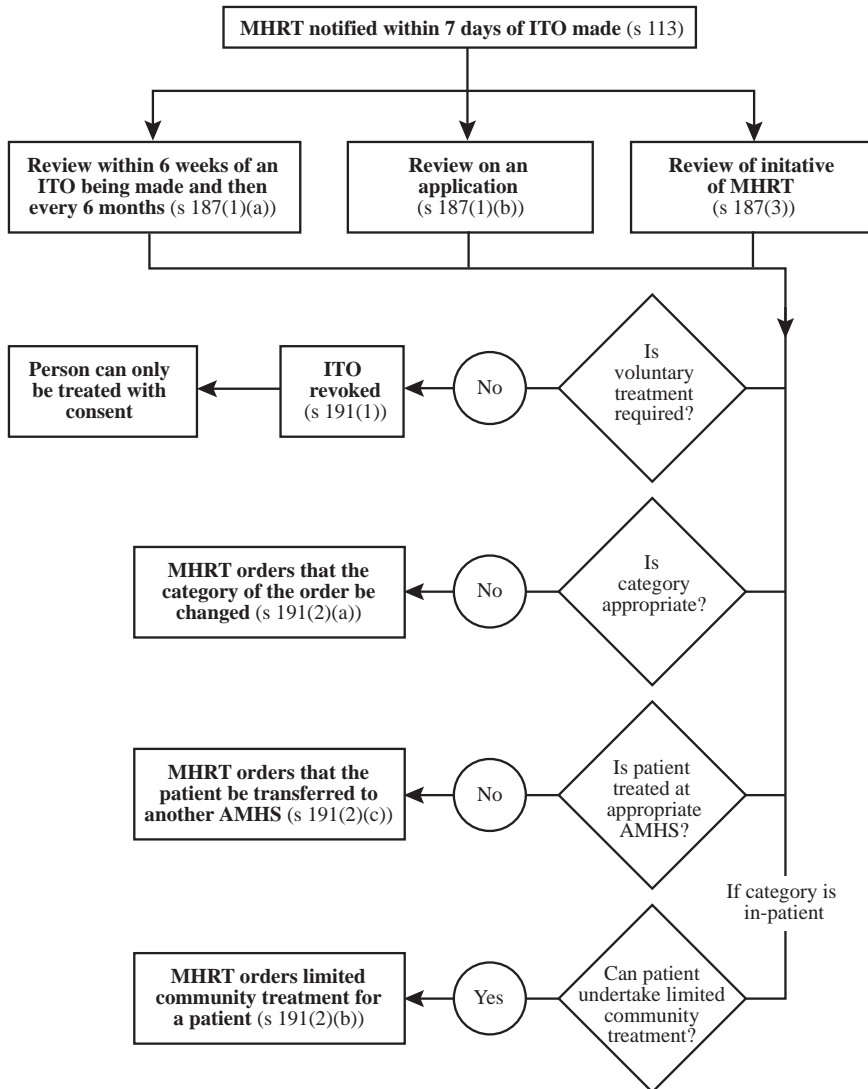 MHRT notified within 7 days of ITO made (s 113)
Review within 6 weeks of an
ITO being made and then
every 6 months (s 187(1)(a))
Review on an
application
(s 187(1)(b))
Review of initative
of MHRT
(s 187(3))
Is
voluntary
treatment
required?
No
ITO
revoked
(s 191(1))
Person can only
be treated with
consent
Is
category
appropriate?
No
MHRT orders that the
category of the order be
changed (s 191(2)(a))
Is patient
treated at
appropriate
AMHS?
No
MHRT orders that the
patient be transferred to
another AMHS (s 191(2)(c))
If category is
in-patient
Can patient
undertake limited
community
treatment?
Yes
MHRT orders limited
community treatment for
a patient (s 191(2)(b))